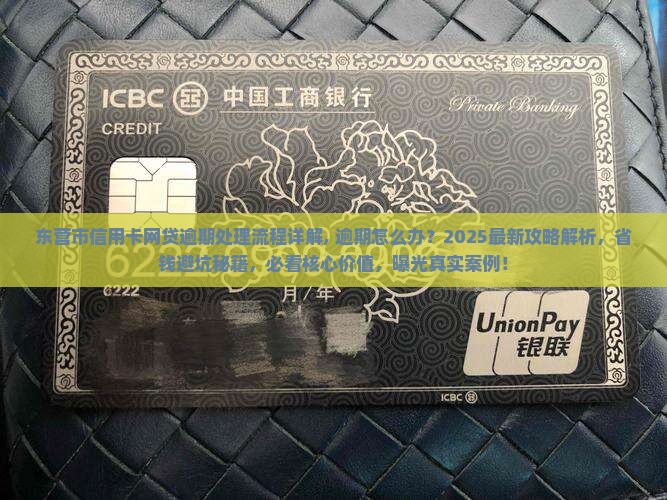 ICBC 中国工商银行
Private Banking
CREDIT
东营市信用卡网贷逾期处理流程详解, 逾期怎么办? 2025最新攻略解析, 省
钱避坑秘籍, 必看核心价值, 曝光真实案例!
622
6222
月/年
UnionPay
银联
ICBC